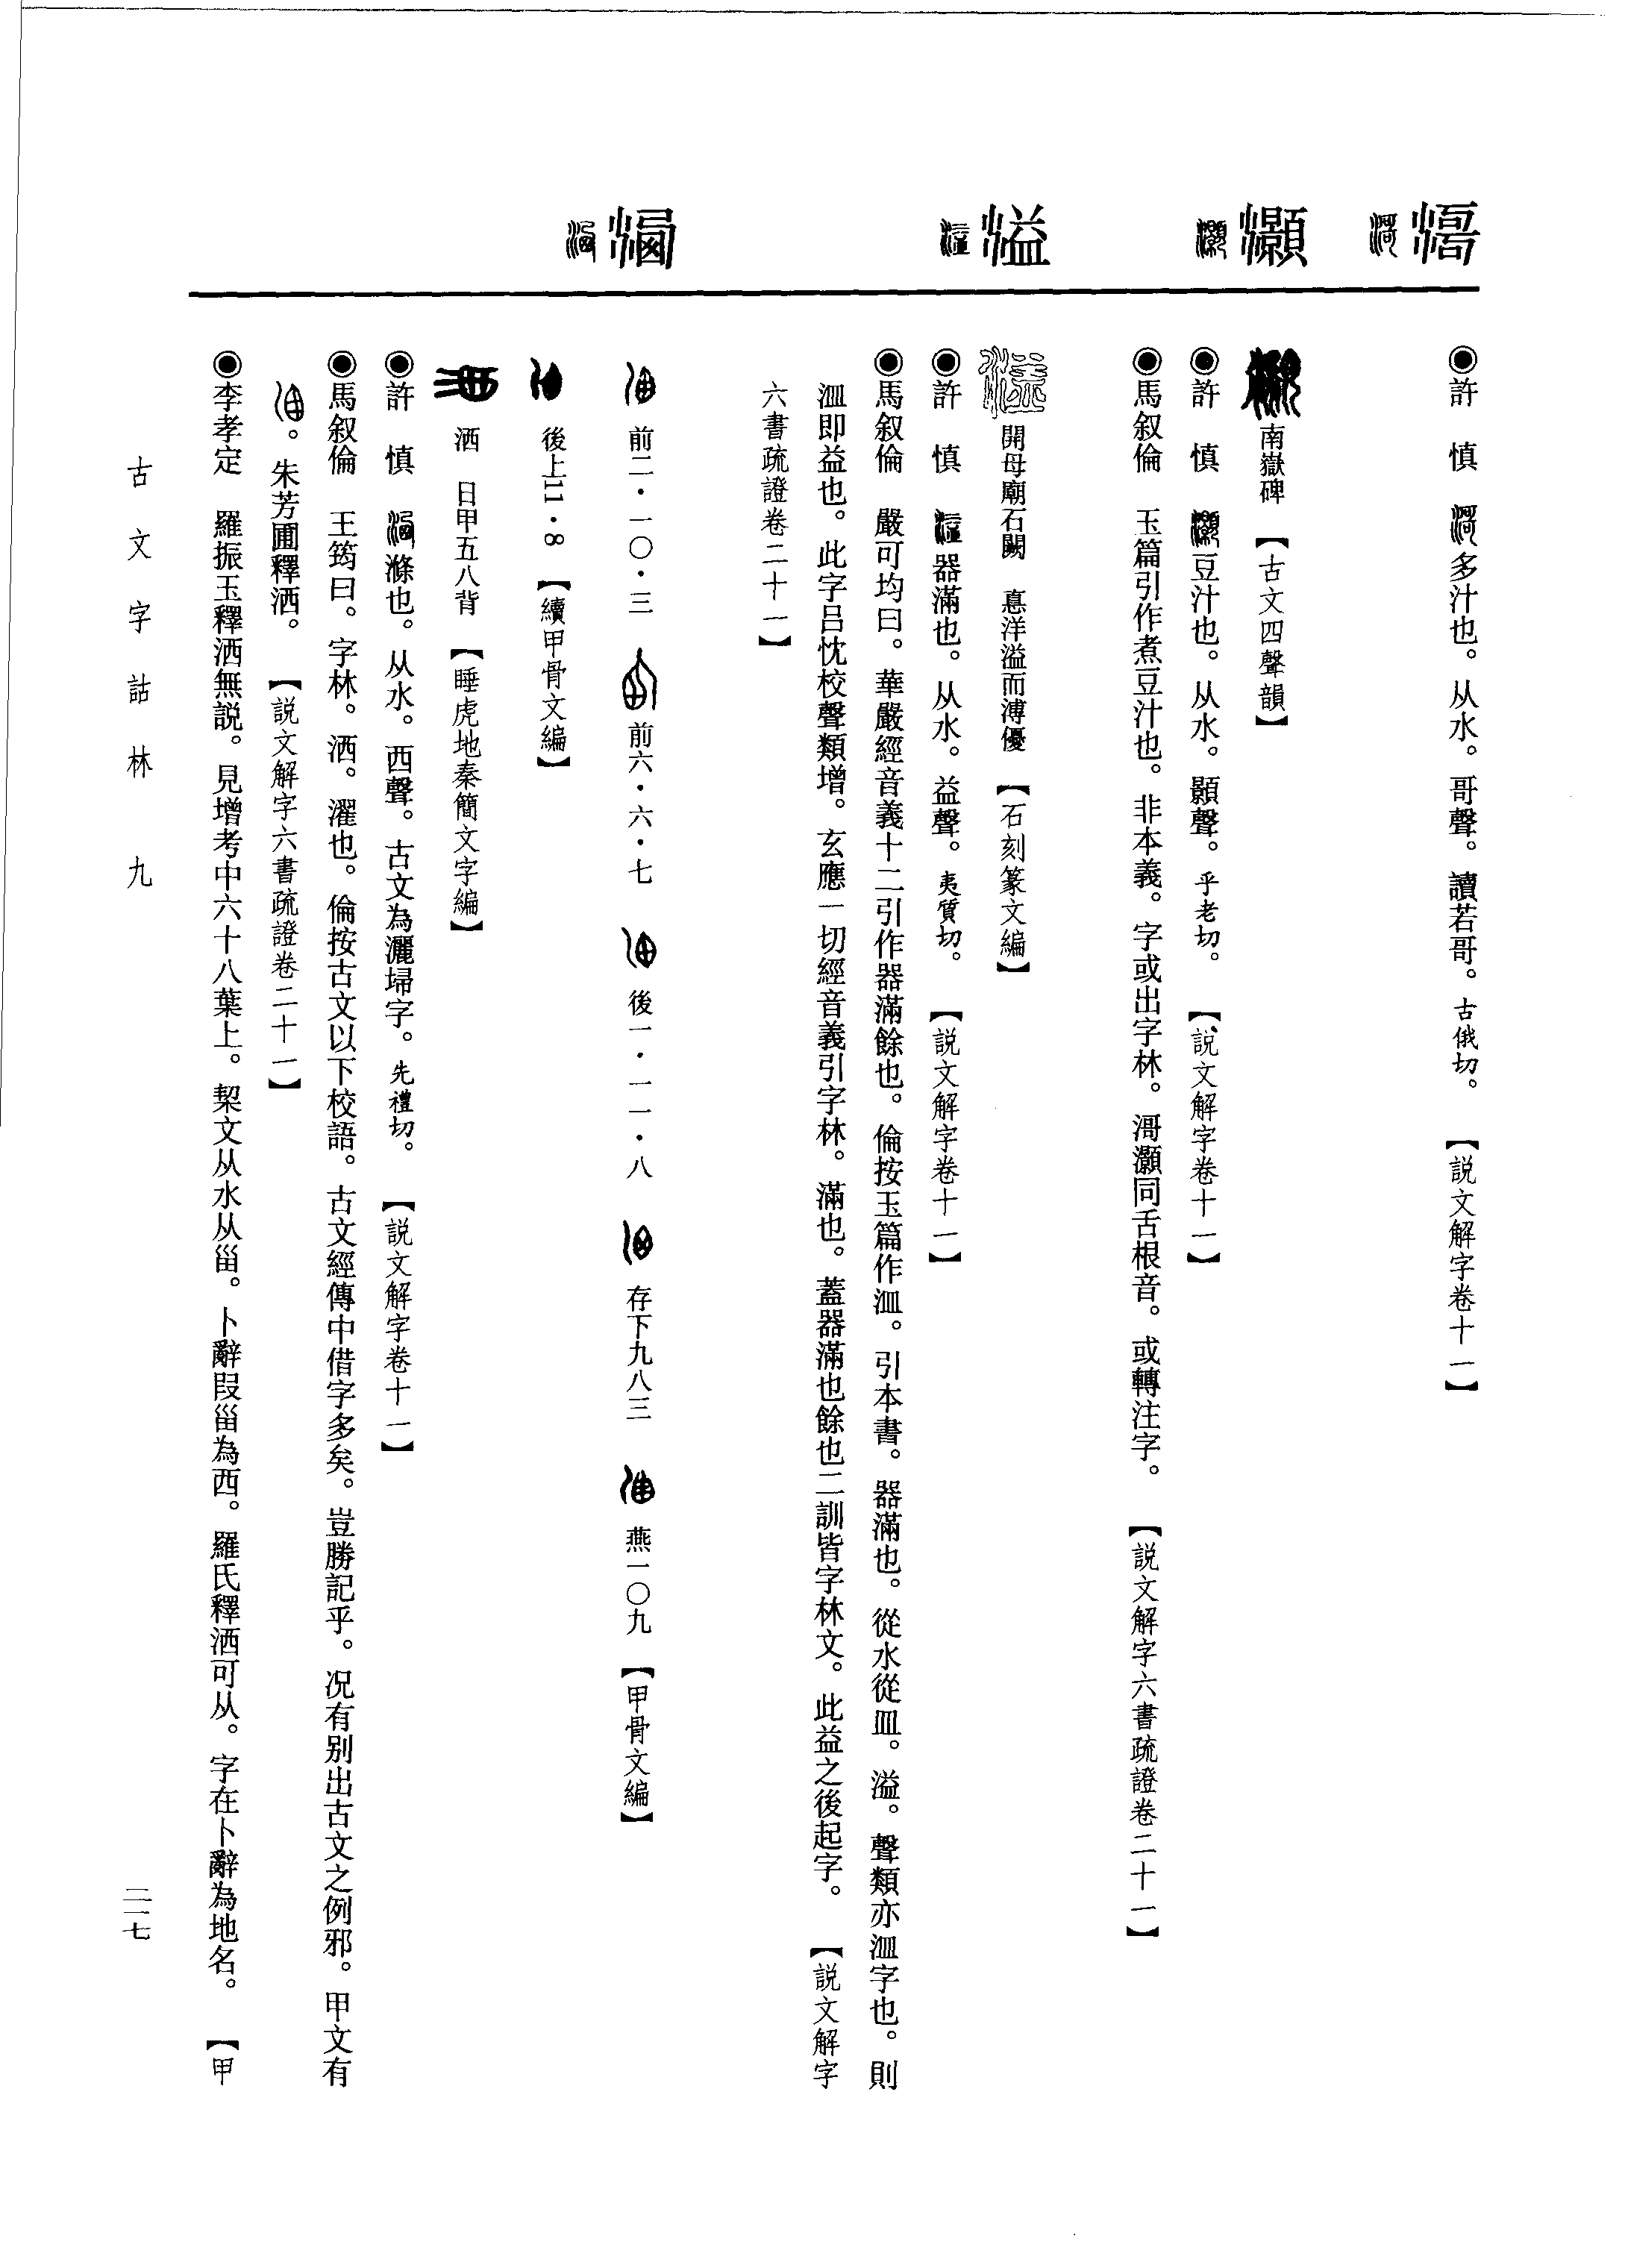 滒
◉許　慎　多汁也。从水。哥聲。讀若哥。古俄切。　【說文解字卷十一】
灝
南嶽碑　【古文四聲韻】
◉許　慎　豆汁也。从水。顥聲。乎老切。　【說文解字卷十一】
◉馬叙倫　玉篇引作煮豆汁也。非本義。字或出字林。滒灝同舌根音。或轉注字。　【說文解字六書疏證卷二十一】
溢
開母廟石闕　惪洋溢而溥優　【石刻篆文編】
◉許　慎　器滿也。从水。益聲。夷質切。　【說文解字卷十一】
◉馬叙倫　嚴可均曰。華嚴經音義十二引作器滿餘也。倫按玉篇作洫。引本書。器滿也。從水從皿。溢。聲類亦洫字也。則
洫即益也。此字吕忱校聲類增。玄應一切經音義引字林。滿也。蓋器滿也餘也二訓皆字林文。此益之後起字。　【說文解字
六書疏證卷二十一】
前二・一〇・三　前六・六・七　後一・一一・八　存下九八三　燕一〇九　【甲骨文編】
後上11・8　【續甲骨文編】
洒　日甲五八背　【睡虎地秦簡文字編】
◉許　慎　滌也。从水。西聲。古文為灑埽字。先禮切。　【說文解字卷十一】
◉馬叙倫　王筠曰。字林。洒。濯也。倫按古文以下校語。古文經傳中借字多矣。豈勝記乎。况有别出古文之例邪。甲文有
。朱芳圃釋洒。　【說文解字六書疏證卷二十一】
◉李孝定　羅振玉釋洒無説。見增考中六十八葉上。栔文从水从甾。卜辭叚甾為西。羅氏釋洒可从。字在卜辭為地名。　【甲
古文字詁林　九
二一七